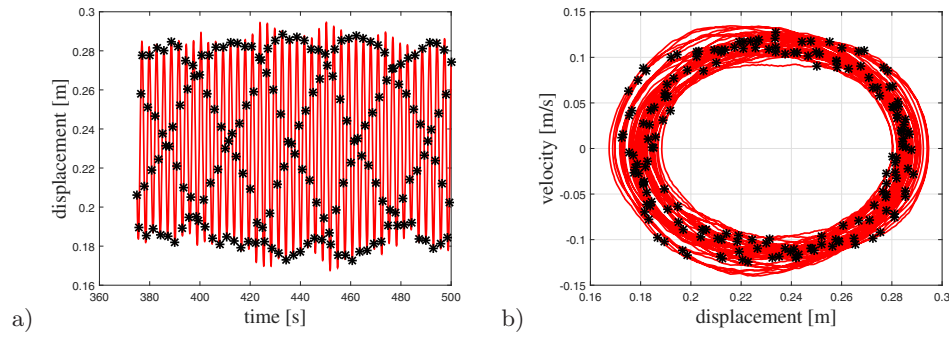 a)
displacement [m]
0.3
0.28
0.26
0.24
0.22
0.2
0.18
0.16
360 380 400 420 440 460 480 500
time [s]
b)
velocity [m/s]
0.15
0.1
0.05
0
-0.05
-0.1
-0.15
0.16 0.18 0.2 0.22 0.24 0.26 0.28 0.3
displacement [m]